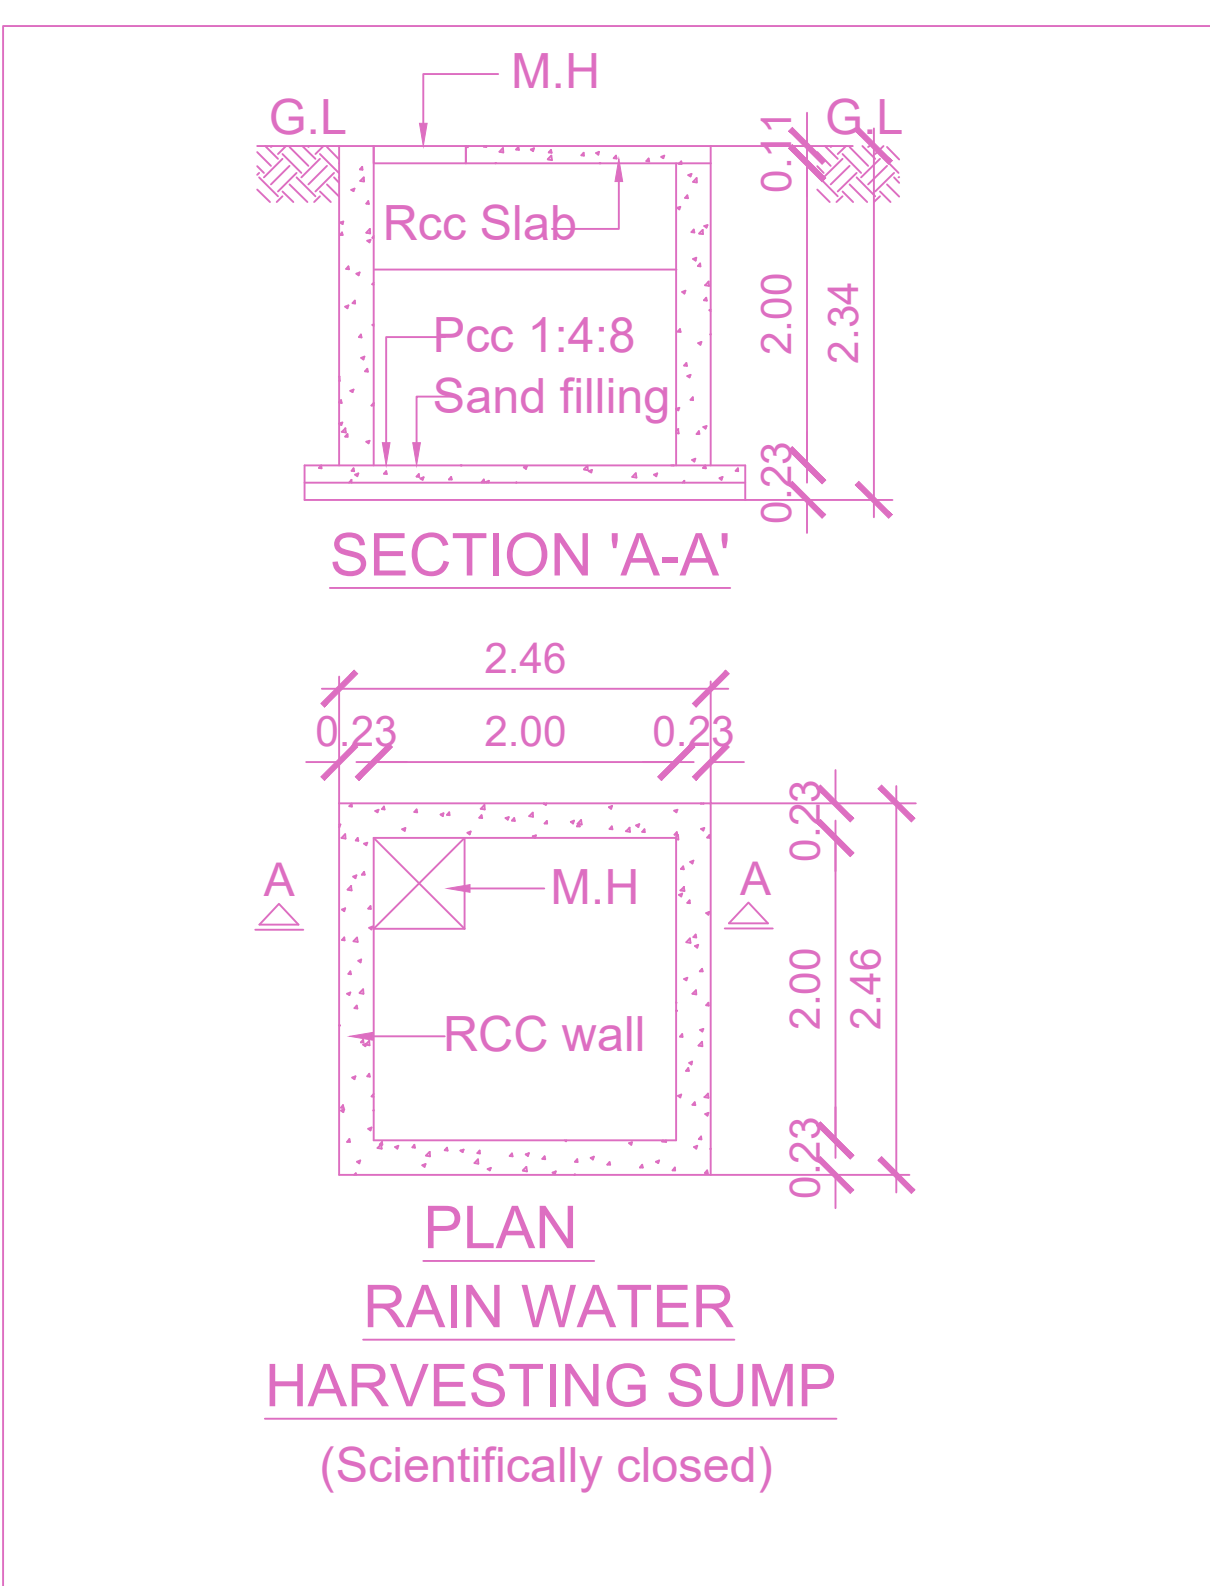 M.H
G.L
G.L
0.11
Rcc Slab
2.00
2.34
Pcc 1:4:8
Sand filling
0.23
SECTION 'A-A'
2.46
0.23
2.00
0.23
0.23
A
M.H
A
2.00
2.46
RCC wall
0.23
PLAN
RAIN WATER
HARVESTING SUMP
(Scientifically closed)